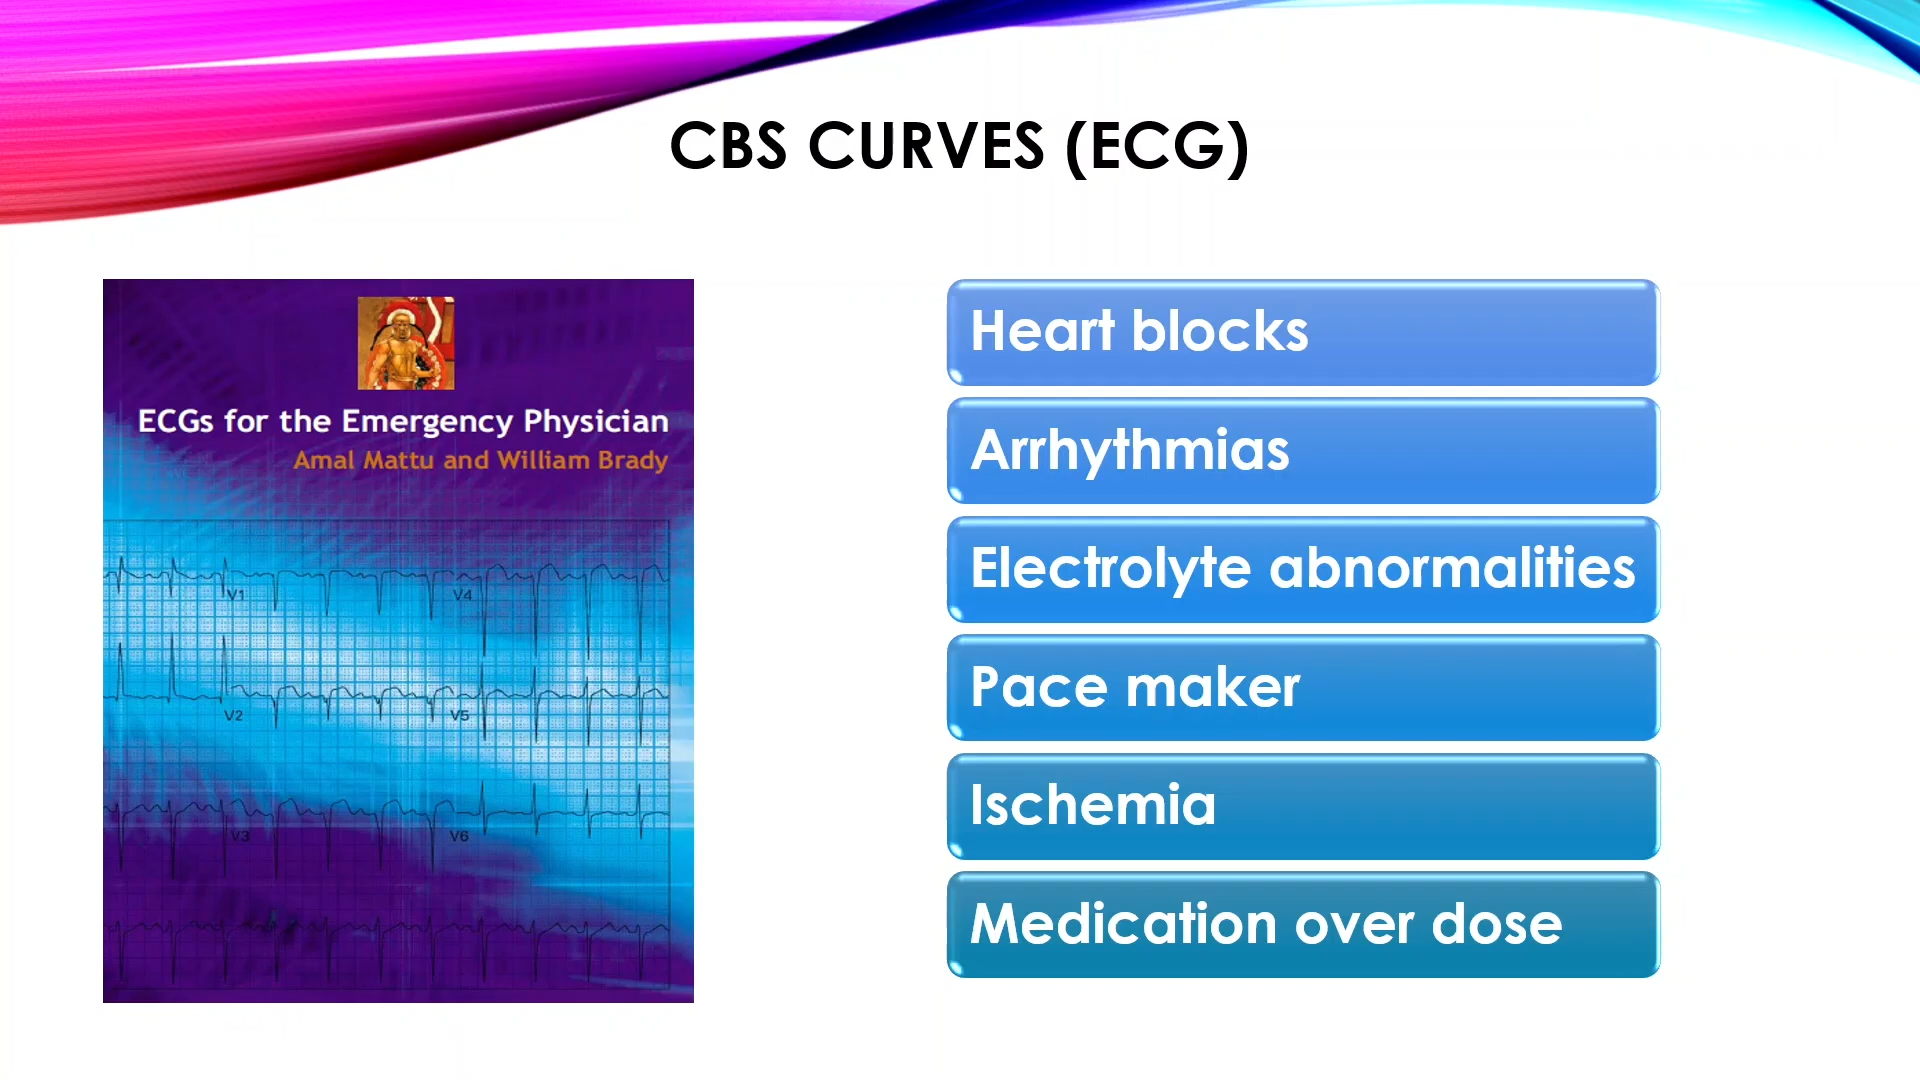 CBS CURVES (ECG)
ECGs for the Emergency Physician
Amal Mattu and William Brady
V1
V4
V2
V5
V3
V6
Heart blocks
Arrhythmias
Electrolyte abnormalities
Pace maker
Ischemia
Medication over dose